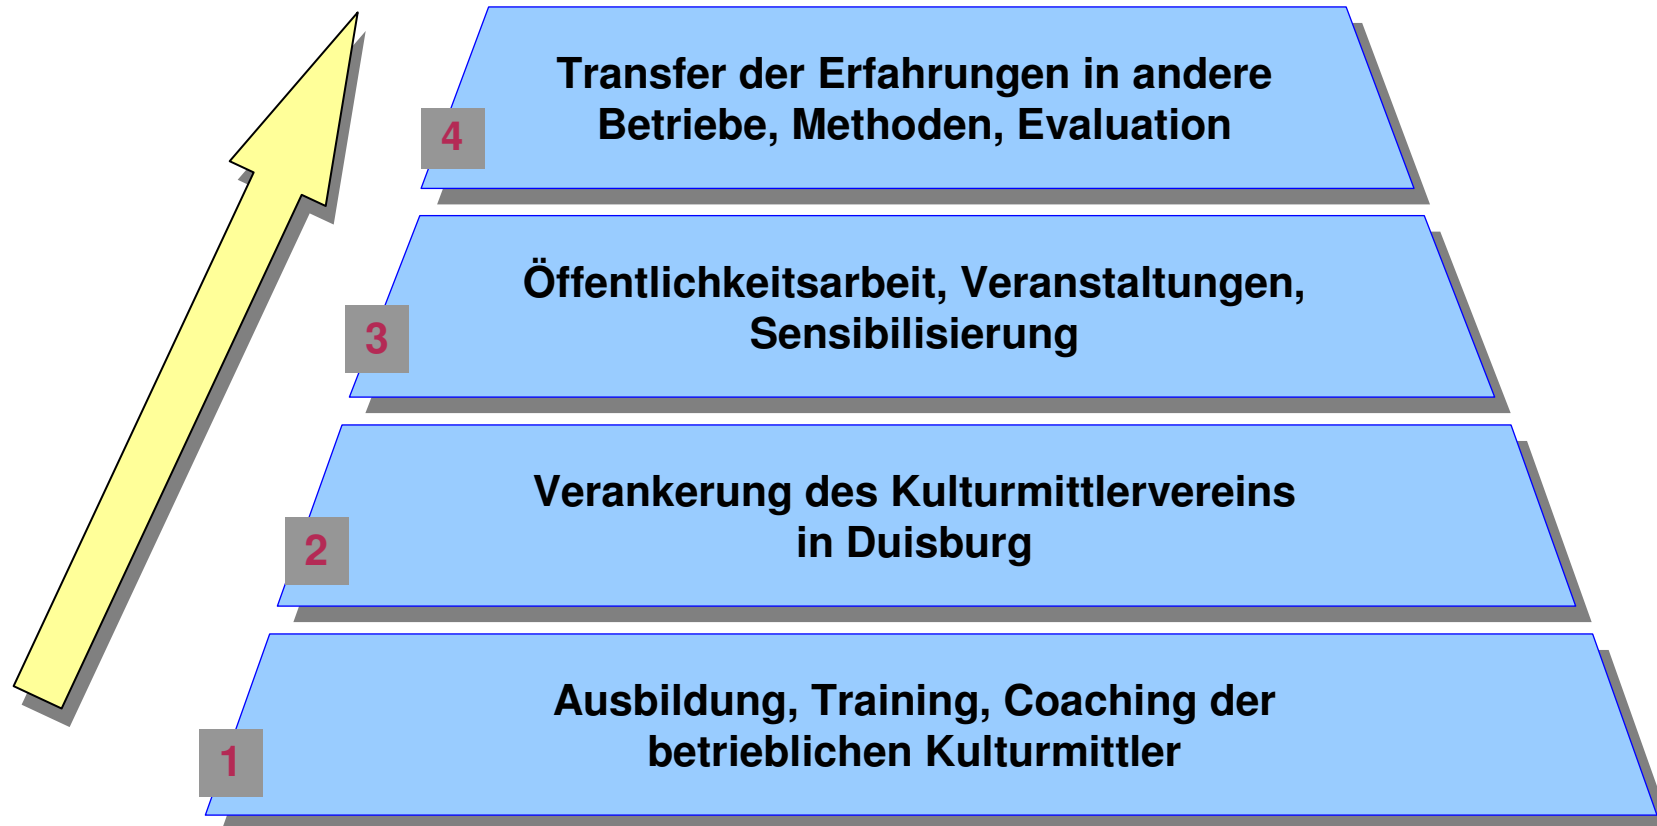 Transfer der Erfahrungen in andere
Betriebe, Methoden, Evaluation
4
Öffentlichkeitsarbeit, Veranstaltungen,
Sensibilisierung
3
Verankerung des Kulturmittlervereins
in Duisburg
2
Ausbildung, Training, Coaching der
betrieblichen Kulturmittler
1